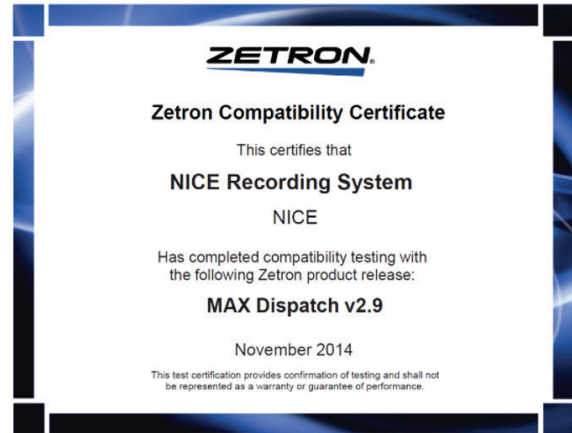 ZETRON®
Zetron Compatibility Certificate
This certifies that
NICE Recording System
NICE
Has completed compatibility testing with
the following Zetron product release:
MAX Dispatch v2.9
November 2014
This test certification provides confirmation of testing and shall not
be represented as a warranty or guarantee of performance.